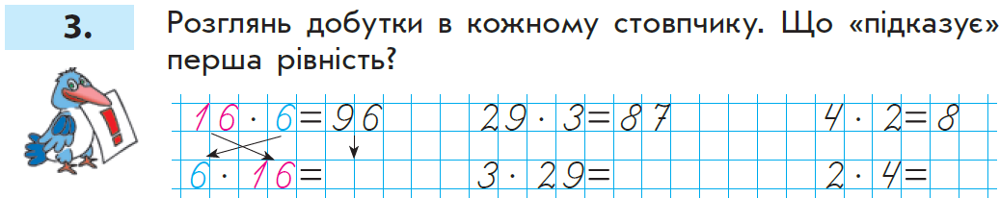 3.
Розглянь добутки в кожному стовпчику. Що «підказує»
перша рівність?
16 · 6 = 96 29 · 3 = 87 4 · 2 = 8
6 · 16 = 3 · 29 = 2 · 4 =